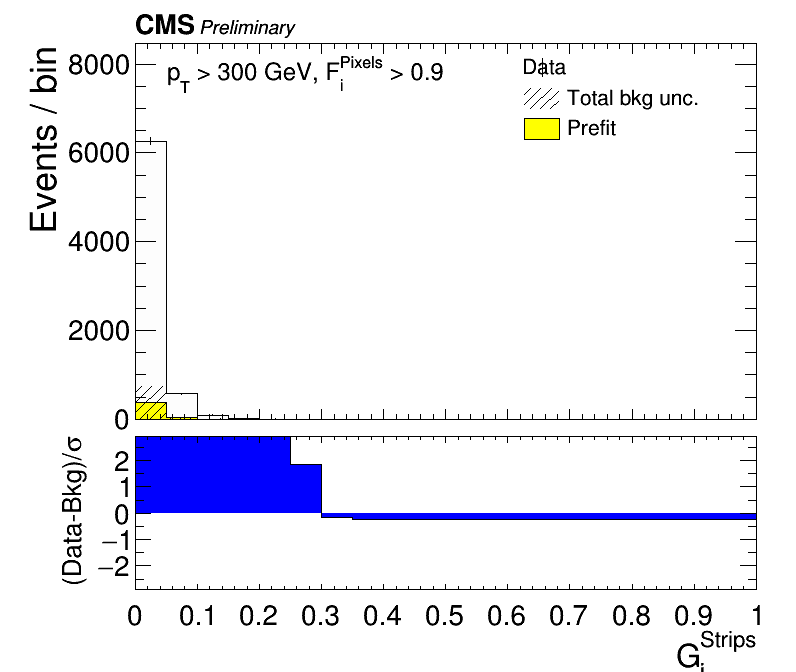 CMS Preliminary
Events / bin
8000
6000
4000
2000
0
p_T > 300 GeV, F_i^Pixels > 0.9
Data
Total bkg unc.
Prefit
(Data-Bkg)/σ
2
1
0
−1
−2
0 0.1 0.2 0.3 0.4 0.5 0.6 0.7 0.8 0.9 1
G_i^Strips